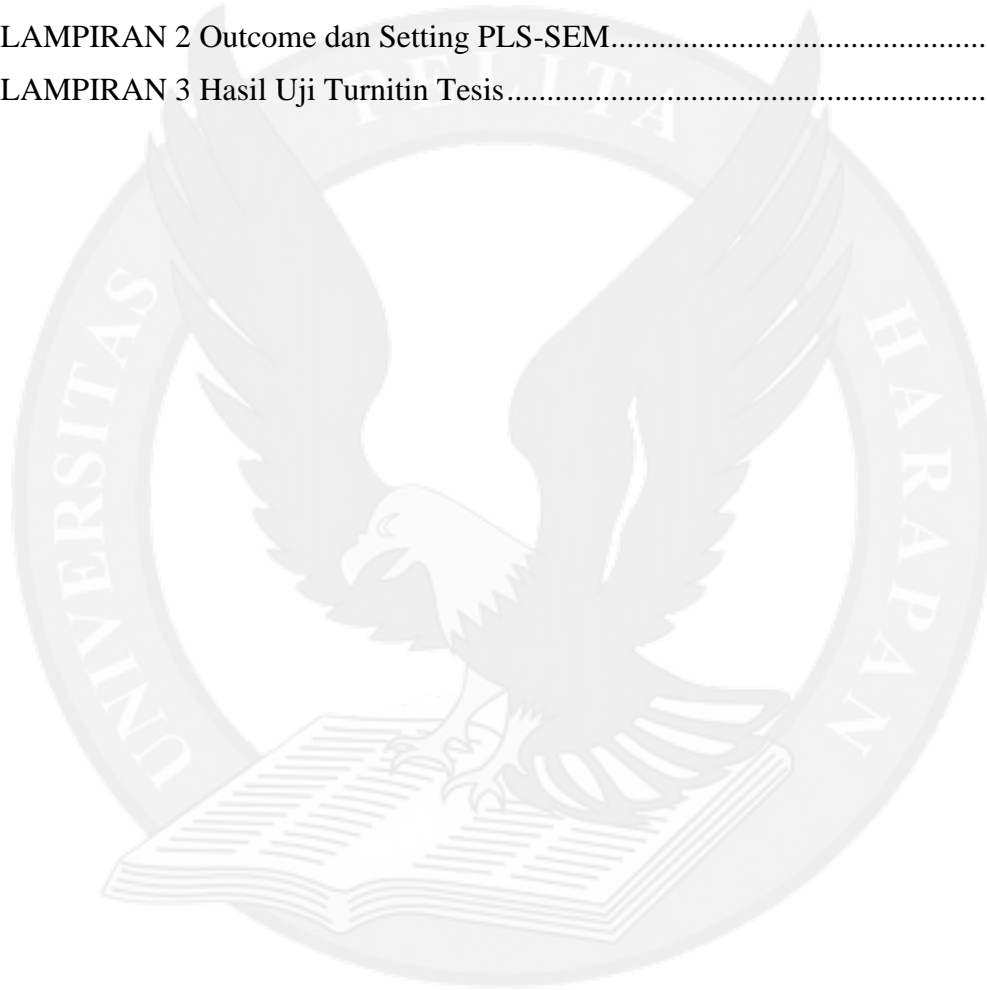 LAMPIRAN 2 Outcome dan Setting PLS-SEM...............................................
LAMPIRAN 3 Hasil Uji Turnitin Tesis............................................................
UNIVERSITAS PELITA HARAPAN